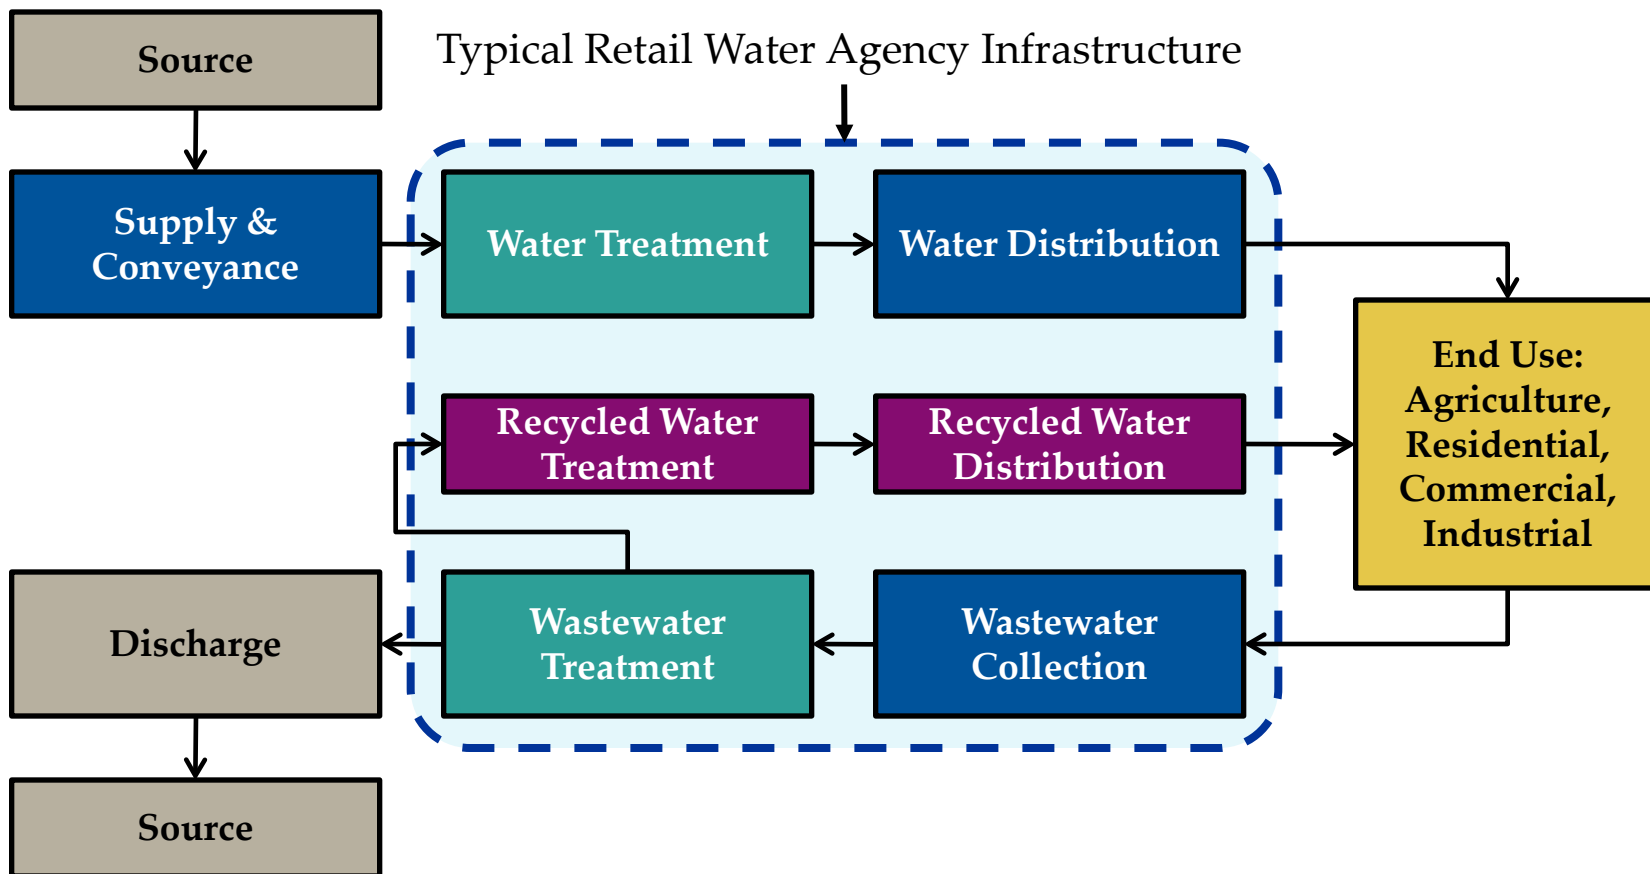 Source
Typical Retail Water Agency Infrastructure
Supply &
Conveyance
Water Treatment
Water Distribution
End Use:
Agriculture,
Residential,
Commercial,
Industrial
Recycled Water
Treatment
Recycled Water
Distribution
Discharge
Wastewater
Treatment
Wastewater
Collection
Source